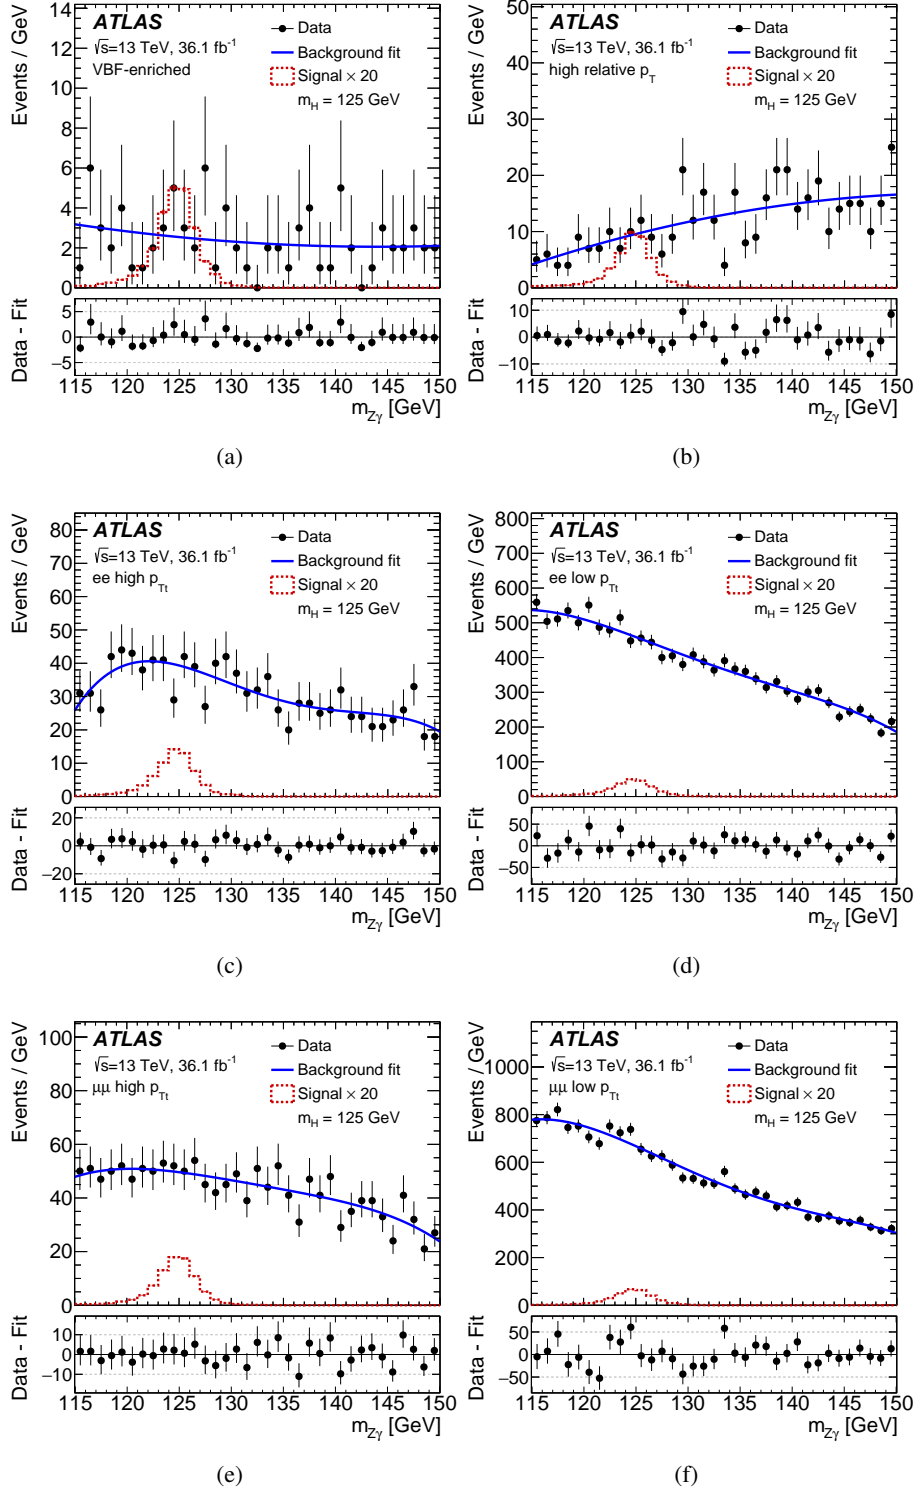 ATLAS
√s=13 TeV, 36.1 fb⁻¹
VBF-enriched
Data
Background fit
Signal × 20
m_H = 125 GeV
Events / GeV
14
12
10
8
6
4
2
0
Data - Fit
5
0
−5
115 120 125 130 135 140 145 150
m_Zγ [GeV]
(a)
ATLAS
√s=13 TeV, 36.1 fb⁻¹
high relative p_T
Data
Background fit
Signal × 20
m_H = 125 GeV
Events / GeV
50
40
30
20
10
0
Data - Fit
10
0
−10
115 120 125 130 135 140 145 150
m_Zγ [GeV]
(b)
ATLAS
√s=13 TeV, 36.1 fb⁻¹
ee high p_Tt
Data
Background fit
Signal × 20
m_H = 125 GeV
Events / GeV
80
70
60
50
40
30
20
10
0
Data - Fit
20
0
−20
115 120 125 130 135 140 145 150
m_Zγ [GeV]
(c)
ATLAS
√s=13 TeV, 36.1 fb⁻¹
ee low p_Tt
Data
Background fit
Signal × 20
m_H = 125 GeV
Events / GeV
800
700
600
500
400
300
200
100
0
Data - Fit
50
0
−50
115 120 125 130 135 140 145 150
m_Zγ [GeV]
(d)
ATLAS
√s=13 TeV, 36.1 fb⁻¹
μμ high p_Tt
Data
Background fit
Signal × 20
m_H = 125 GeV
Events / GeV
100
80
60
40
20
0
Data - Fit
10
0
−10
115 120 125 130 135 140 145 150
m_Zγ [GeV]
(e)
ATLAS
√s=13 TeV, 36.1 fb⁻¹
μμ low p_Tt
Data
Background fit
Signal × 20
m_H = 125 GeV
Events / GeV
1000
800
600
400
200
0
Data - Fit
50
0
−50
115 120 125 130 135 140 145 150
m_Zγ [GeV]
(f)